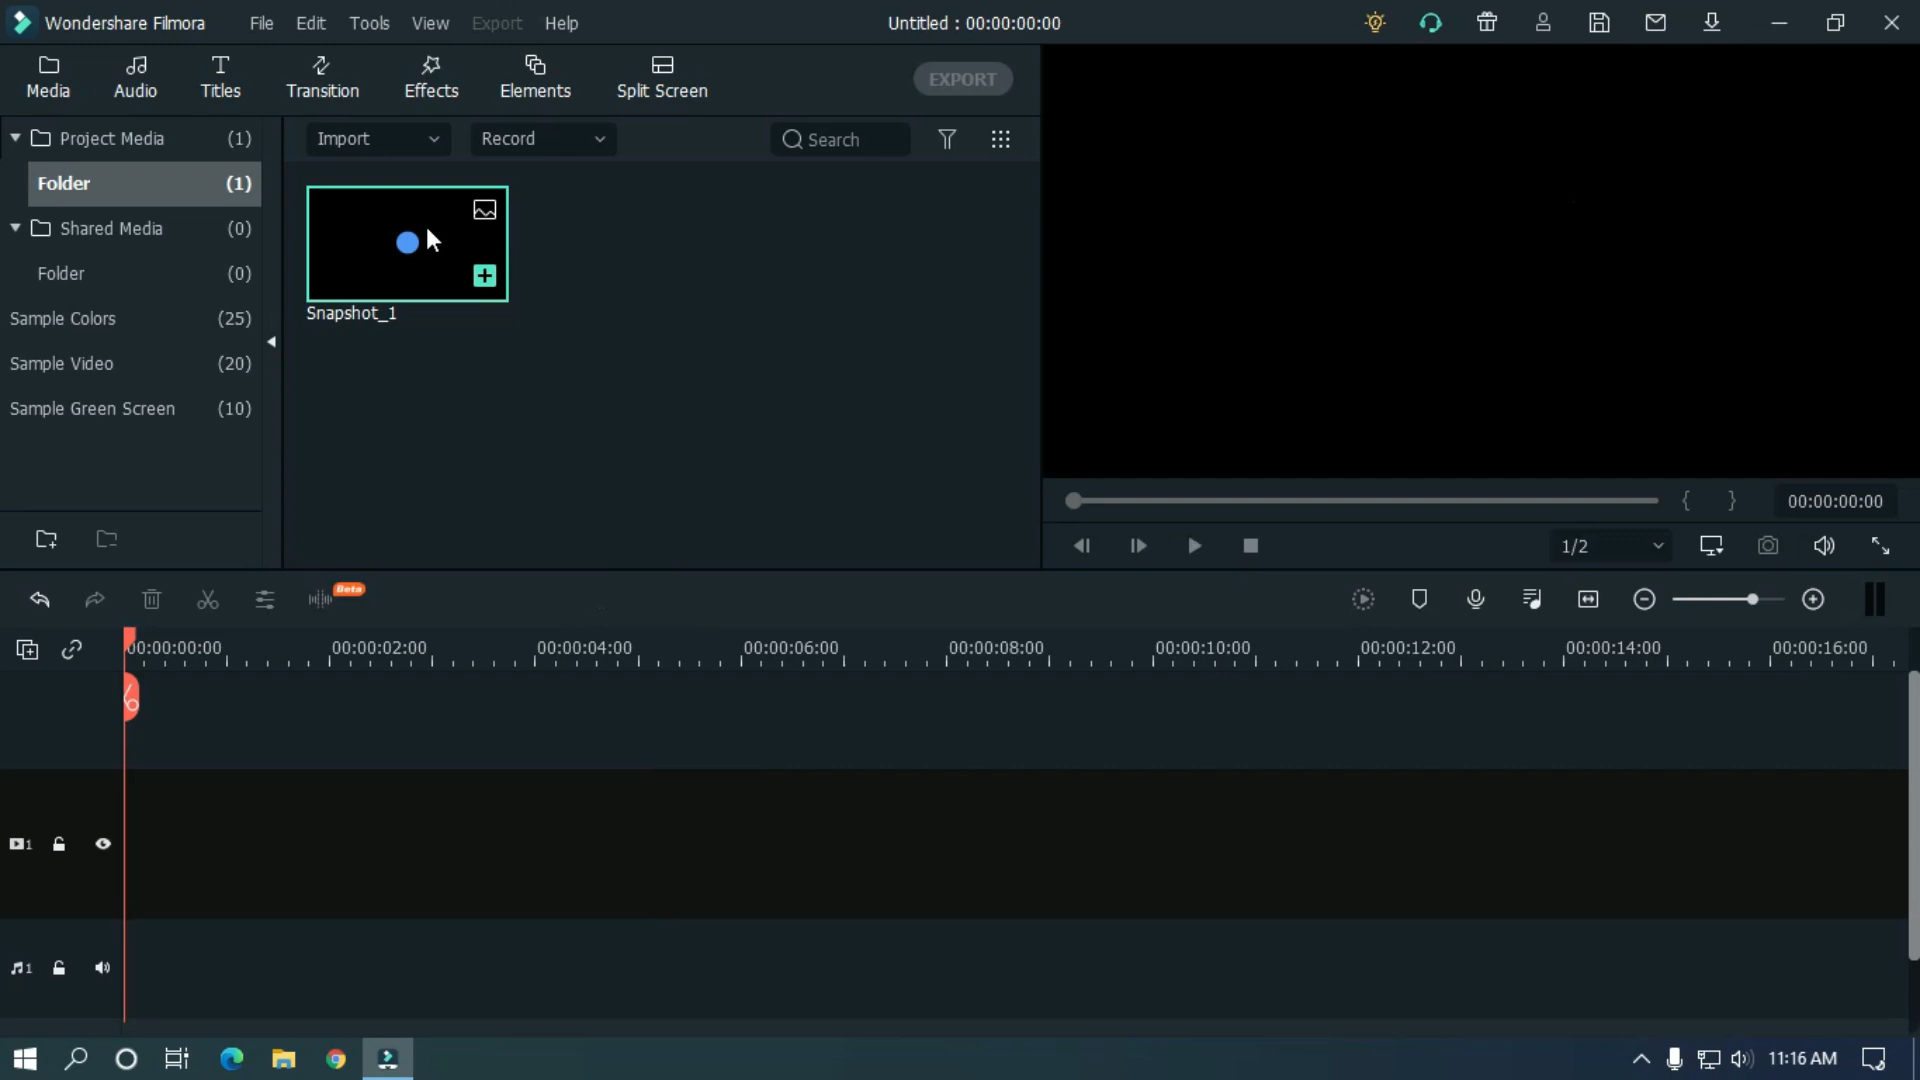 Wondershare Filmora File Edit Tools View Export Help Untitled : 00:00:00:00
Media Audio Titles Transition Effects Elements Split Screen EXPORT
Project Media (1) Import Record Search
Folder (1)
Shared Media (0)
Folder (0)
Snapshot_1
Sample Colors (25)
Sample Video (20)
Sample Green Screen (10)
{ } 00:00:00:00
1/2
Beta
00:00:00:00 00:00:02:00 00:00:04:00 00:00:06:00 00:00:08:00 00:00:10:00 00:00:12:00 00:00:14:00 00:00:16:00
1
1
11:16 AM